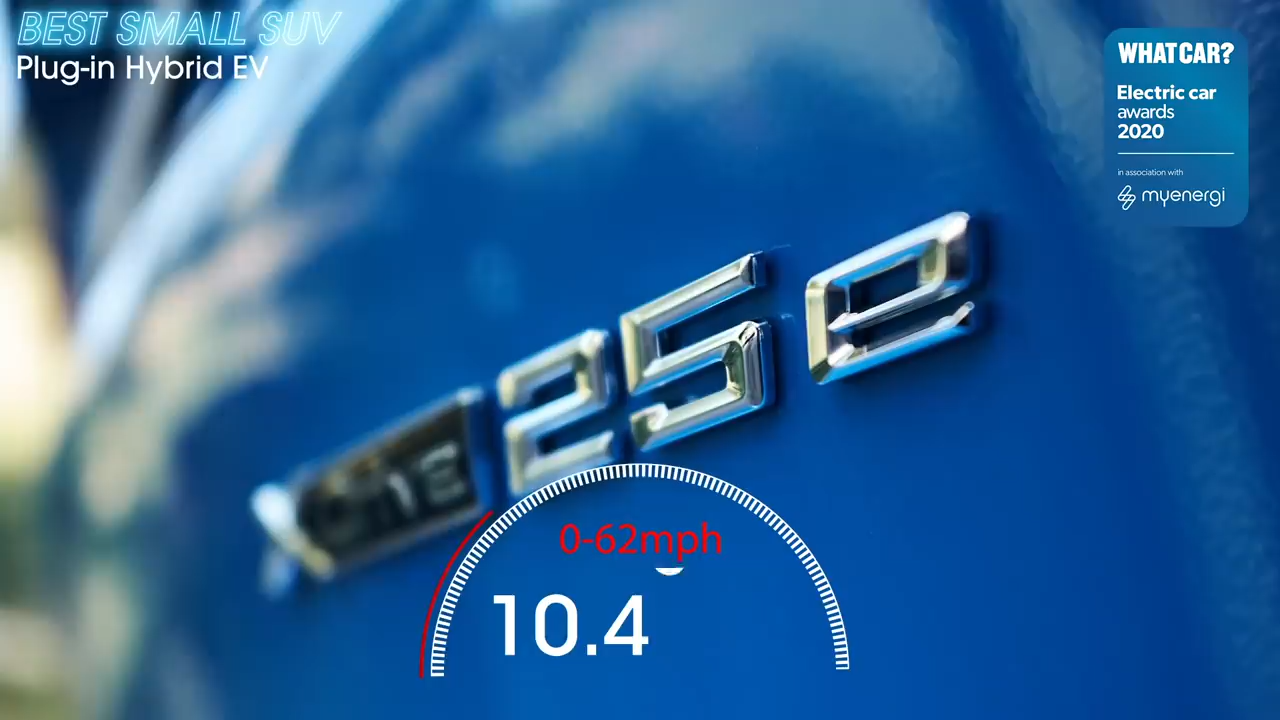 BEST SMALL SUV
Plug-in Hybrid EV
WHAT CAR?
Electric car
awards
2020
in association with
myenergi
25e
0-62mph
10.4